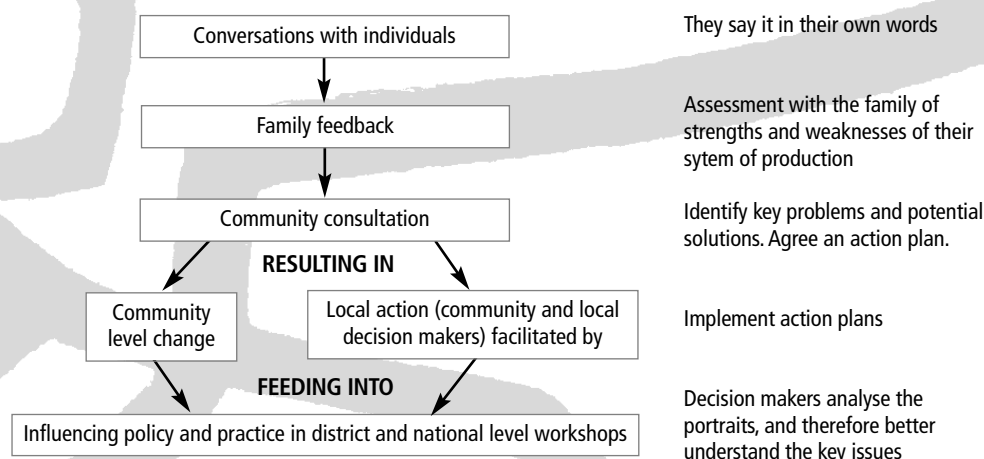 Conversations with individuals
They say it in their own words
Family feedback
Assessment with the family of
strengths and weaknesses of their
sytem of production
Community consultation
Identify key problems and potential
solutions. Agree an action plan.
RESULTING IN
Community
level change
Local action (community and local
decision makers) facilitated by
Implement action plans
FEEDING INTO
Influencing policy and practice in district and national level workshops
Decision makers analyse the
portraits, and therefore better
understand the key issues